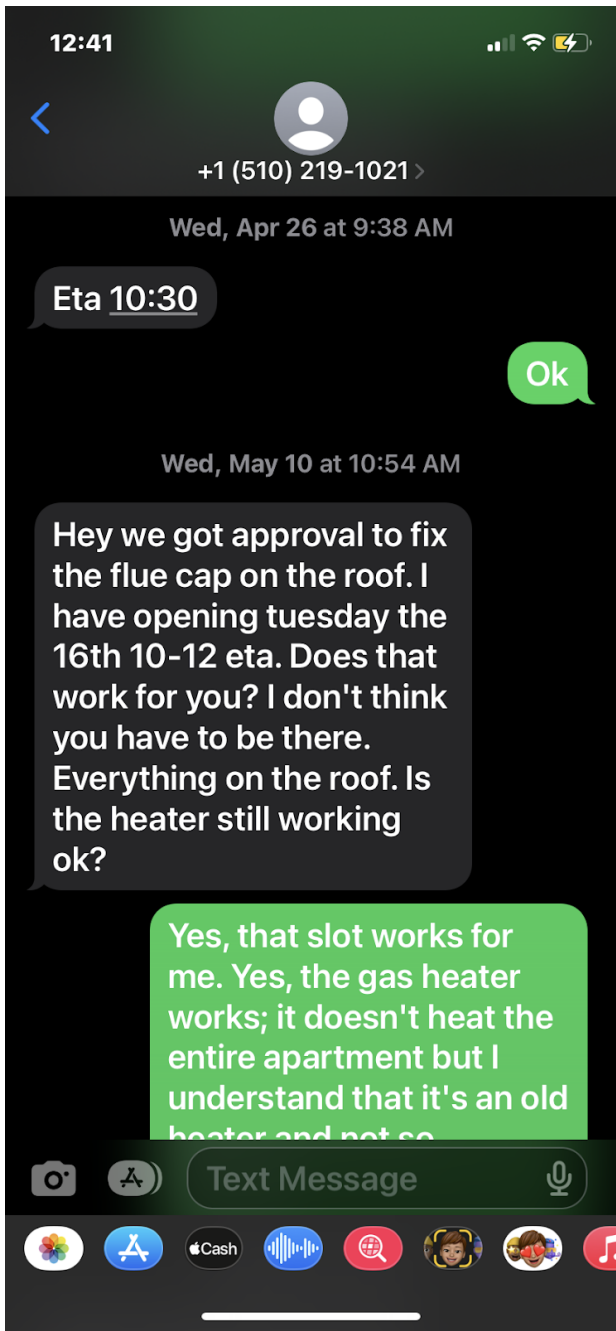 12:41
+1 (510) 219-1021
Wed, Apr 26 at 9:38 AM
Eta 10:30
Ok
Wed, May 10 at 10:54 AM
Hey we got approval to fix
the flue cap on the roof. I
have opening tuesday the
16th 10-12 eta. Does that
work for you? I don't think
you have to be there.
Everything on the roof. Is
the heater still working
ok?
Yes, that slot works for
me. Yes, the gas heater
works; it doesn't heat the
entire apartment but I
understand that it's an old
heater and not so
Text Message
Cash